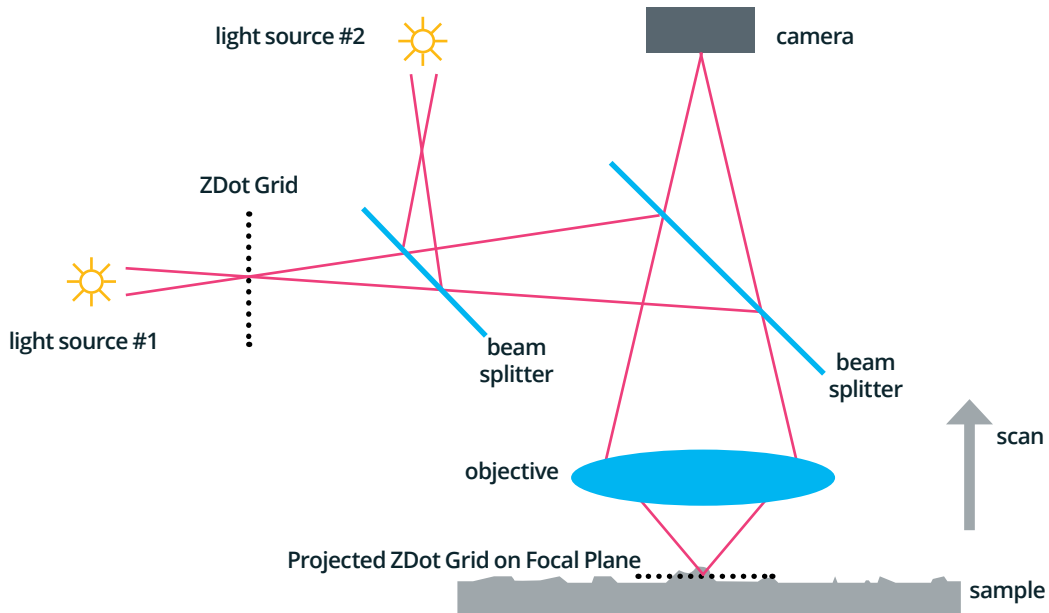 light source #2
camera
ZDot Grid
light source #1
beam
splitter
beam
splitter
scan
objective
Projected ZDot Grid on Focal Plane
sample